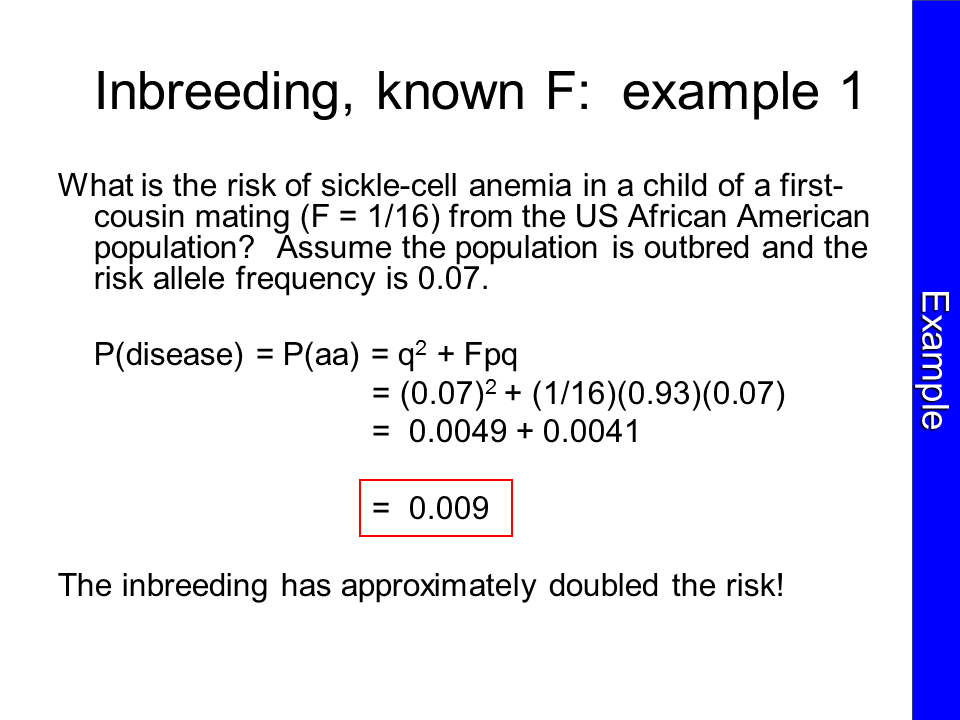 Inbreeding, known F: example 1
What is the risk of sickle-cell anemia in a child of a first-
cousin mating (F = 1/16) from the US African American
population? Assume the population is outbred and the
risk allele frequency is 0.07.
P(disease) = P(aa) = q² + Fpq
= (0.07)² + (1/16)(0.93)(0.07)
= 0.0049 + 0.0041
= 0.009
The inbreeding has approximately doubled the risk!
Example